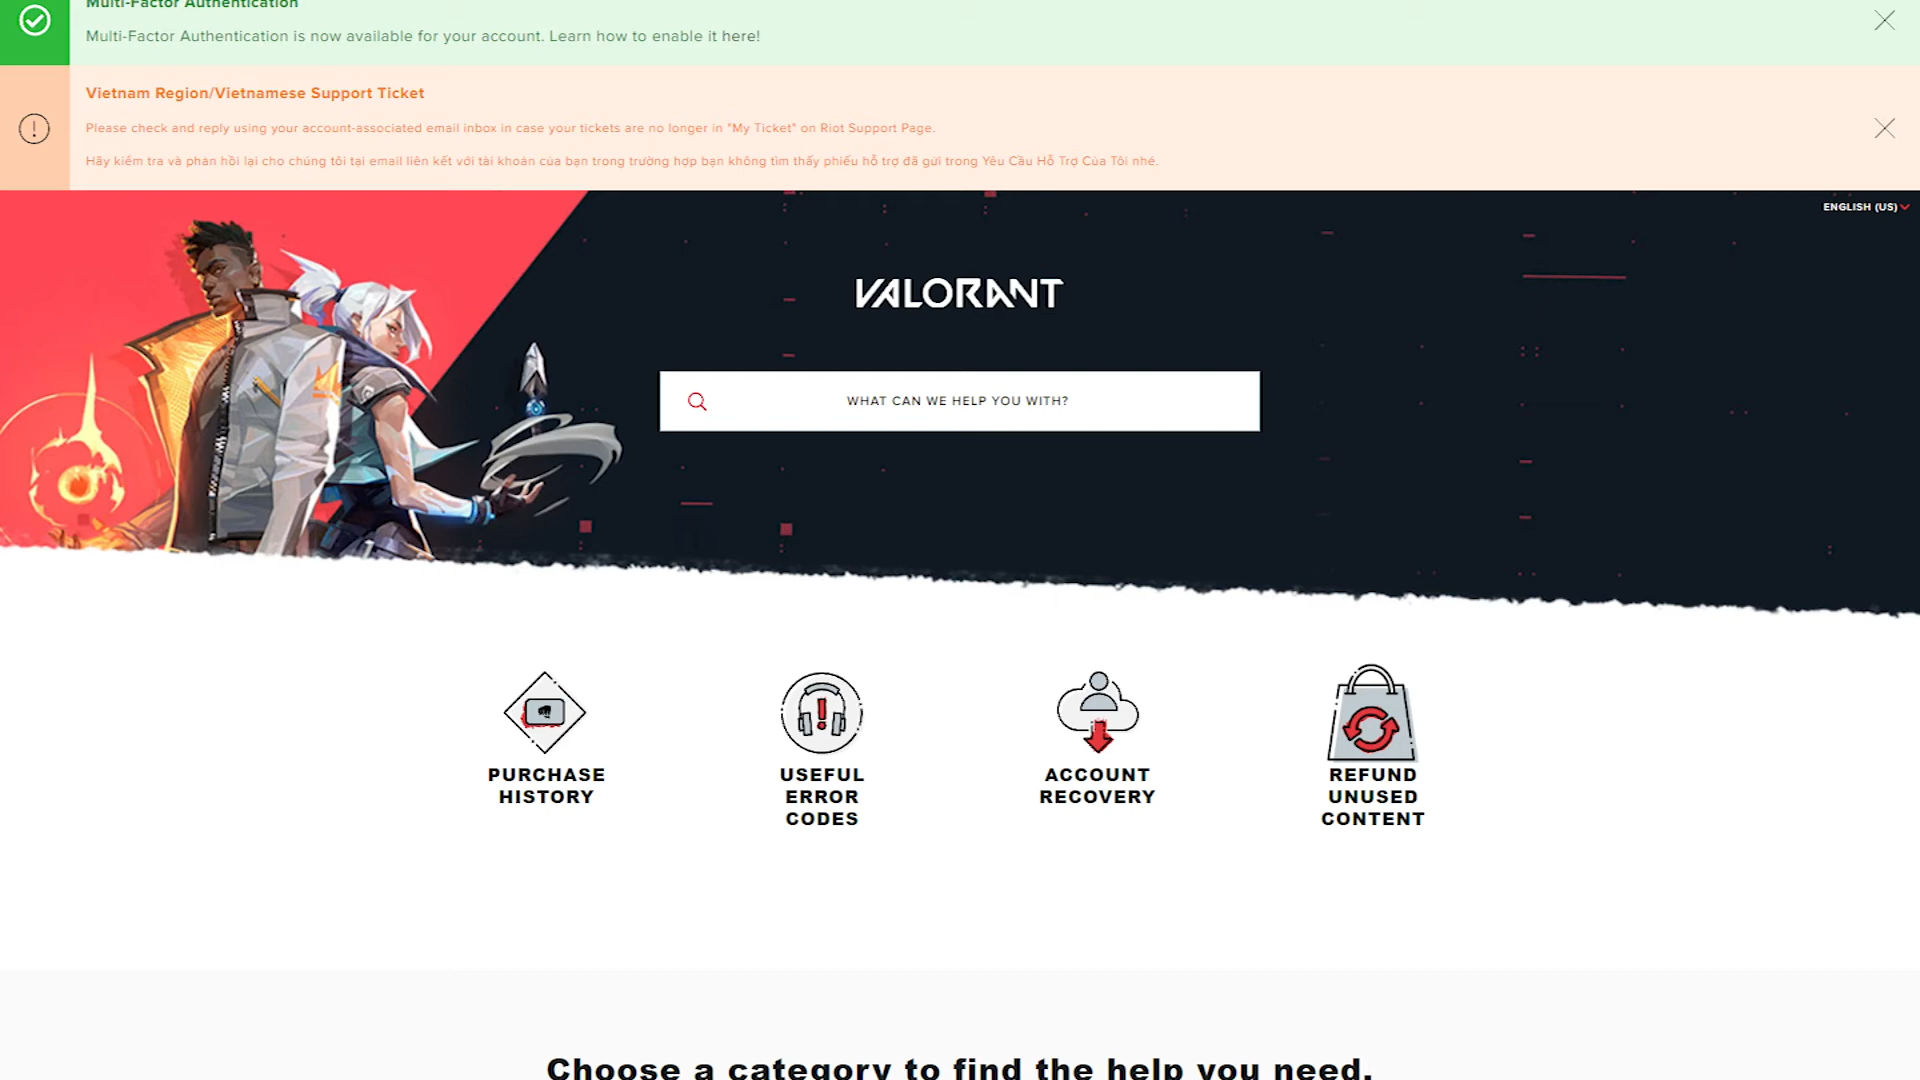 Multi-Factor Authentication
Multi-Factor Authentication is now available for your account. Learn how to enable it here!
Vietnam Region/Vietnamese Support Ticket
Please check and reply using your account-associated email inbox in case your tickets are no longer in "My Ticket" on Riot Support Page.
Hãy kiểm tra và phản hồi lại cho chúng tôi tại email liên kết với tài khoản của bạn trong trường hợp bạn không tìm thấy phiếu hỗ trợ đã gửi trong Yêu Cầu Hỗ Trợ Của Tôi nhé.
ENGLISH (US)
VALORANT
WHAT CAN WE HELP YOU WITH?
PURCHASE
HISTORY
USEFUL
ERROR
CODES
ACCOUNT
RECOVERY
REFUND
UNUSED
CONTENT
Choose a category to find the help you need.